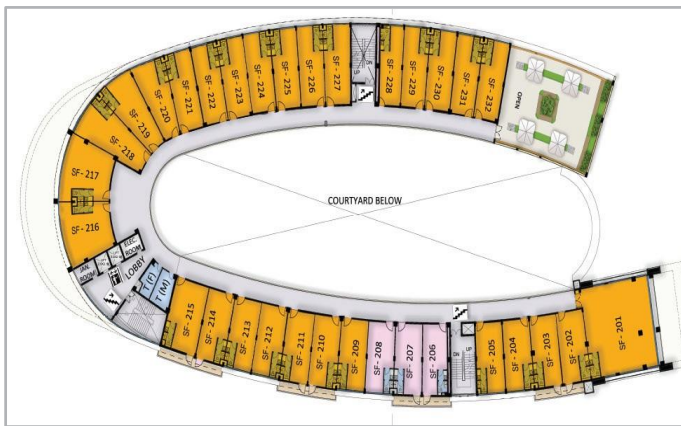 SF - 217
SF - 216
SF - 218
SF - 219
SF - 220
SF - 221
SF - 222
SF - 223
SF - 224
SF - 225
SF - 226
SF - 227
DN
UP
SF - 228
SF - 229
SF - 230
SF - 231
SF - 232
OPEN
COURTYARD BELOW
JAN. ROOM
ELEC. ROOM
LOBBY
T (F)
T (M)
SF - 215
SF - 214
SF - 213
SF - 212
SF - 211
SF - 210
SF - 209
SF - 208
SF - 207
SF - 206
DN
UP
SF - 205
SF - 204
SF - 203
SF - 202
SF - 201